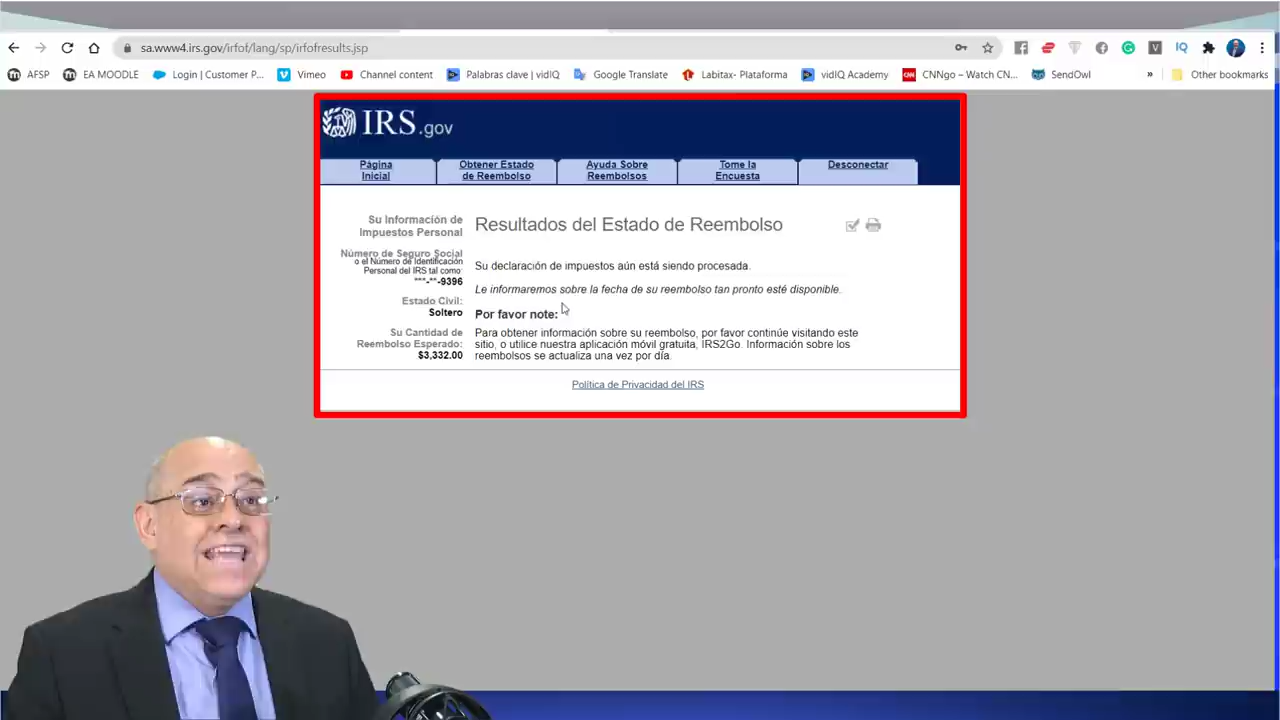 sa.www4.irs.gov/irfof/lang/sp/irfofresults.jsp
AFSP
EA MOODLE
Login | Customer P...
Vimeo
Channel content
Palabras clave | vidIQ
Google Translate
Labitax- Plataforma
vidIQ Academy
CNNgo – Watch CN...
SendOwl
»
Other bookmarks
IRS.gov
Página
Inicial
Obtener Estado
de Reembolso
Ayuda Sobre
Reembolsos
Tome la
Encuesta
Desconectar
Su Información de
Impuestos Personal
Número de Seguro Social
o el Número de Identificación
Personal del IRS tal como
***-**-9396
Estado Civil:
Soltero
Su Cantidad de
Reembolso Esperado:
$3,332.00
Resultados del Estado de Reembolso
Su declaración de impuestos aún está siendo procesada.
Le informaremos sobre la fecha de su reembolso tan pronto esté disponible.
Por favor note:
Para obtener información sobre su reembolso, por favor continúe visitando este
sitio, o utilice nuestra aplicación móvil gratuita, IRS2Go. Información sobre los
reembolsos se actualiza una vez por día.
Política de Privacidad del IRS